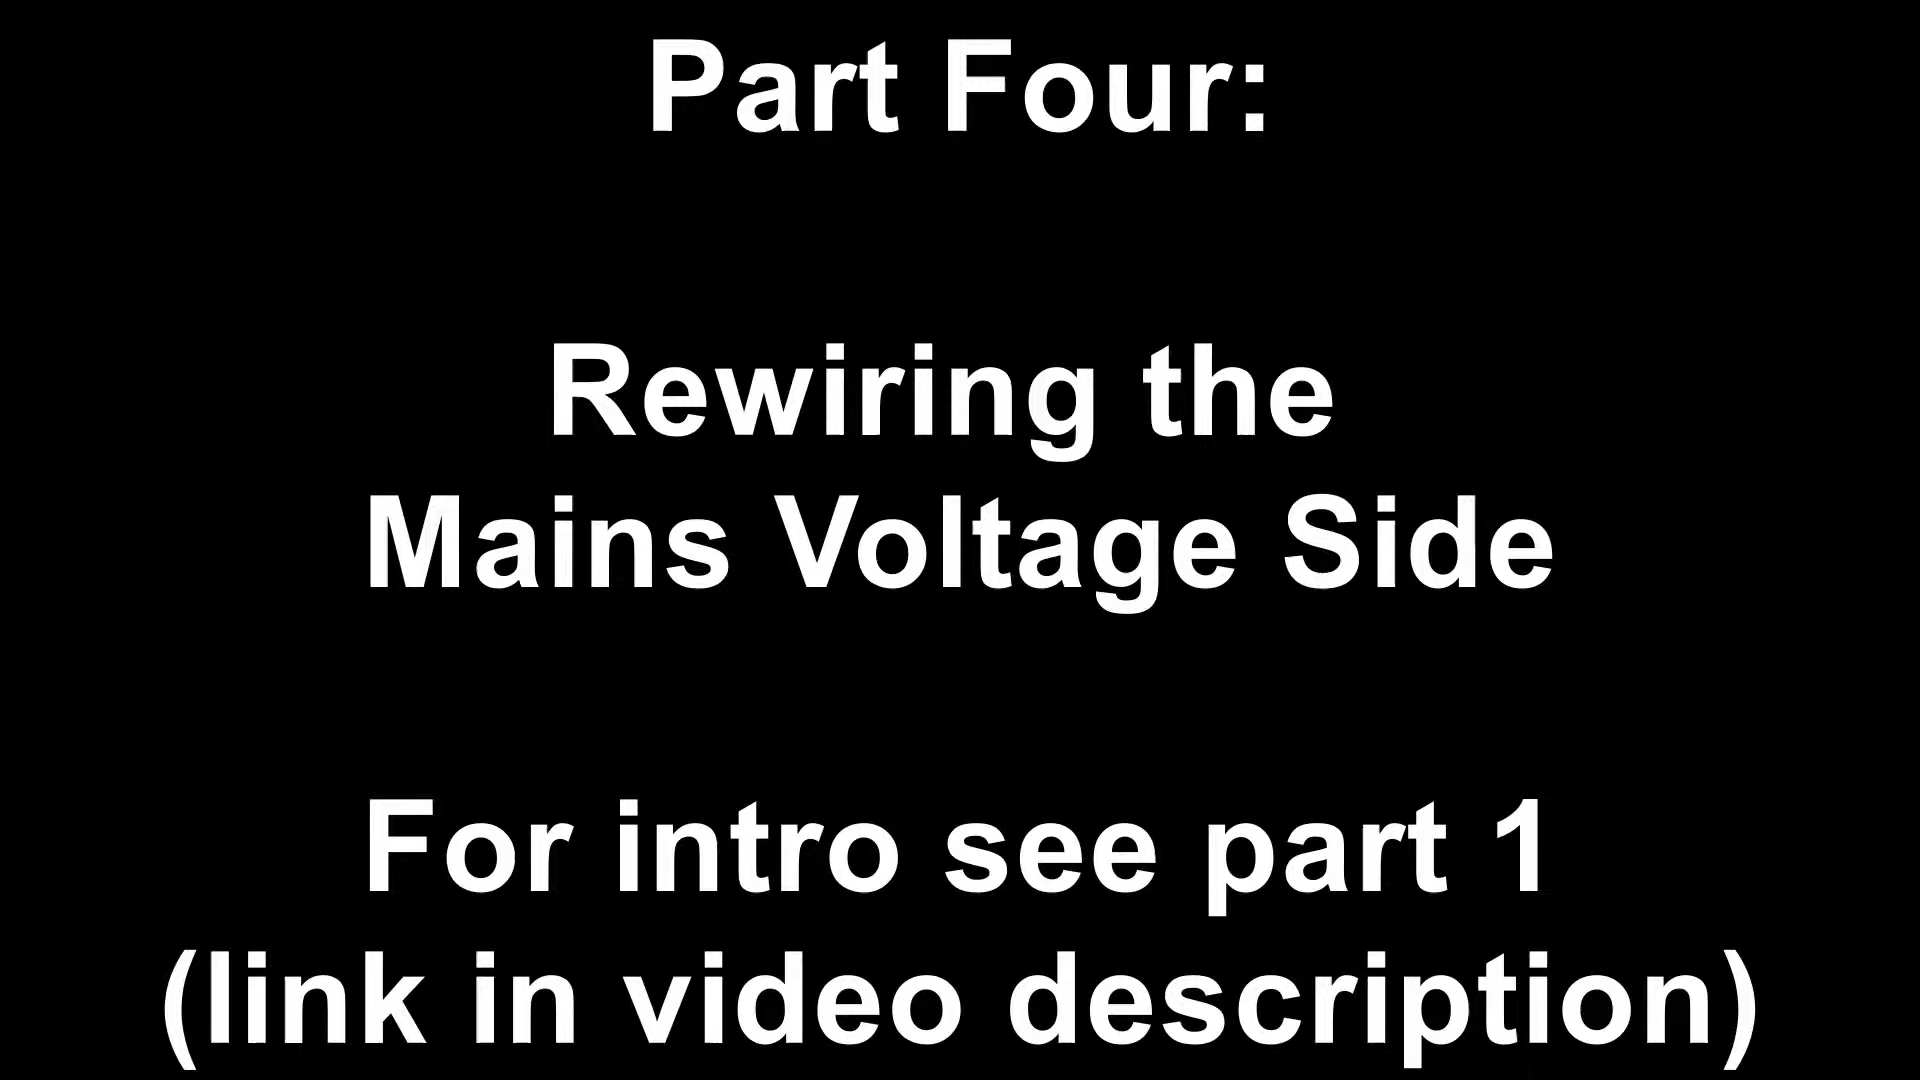 Part Four:
Rewiring the
Mains Voltage Side
For intro see part 1
(link in video description)